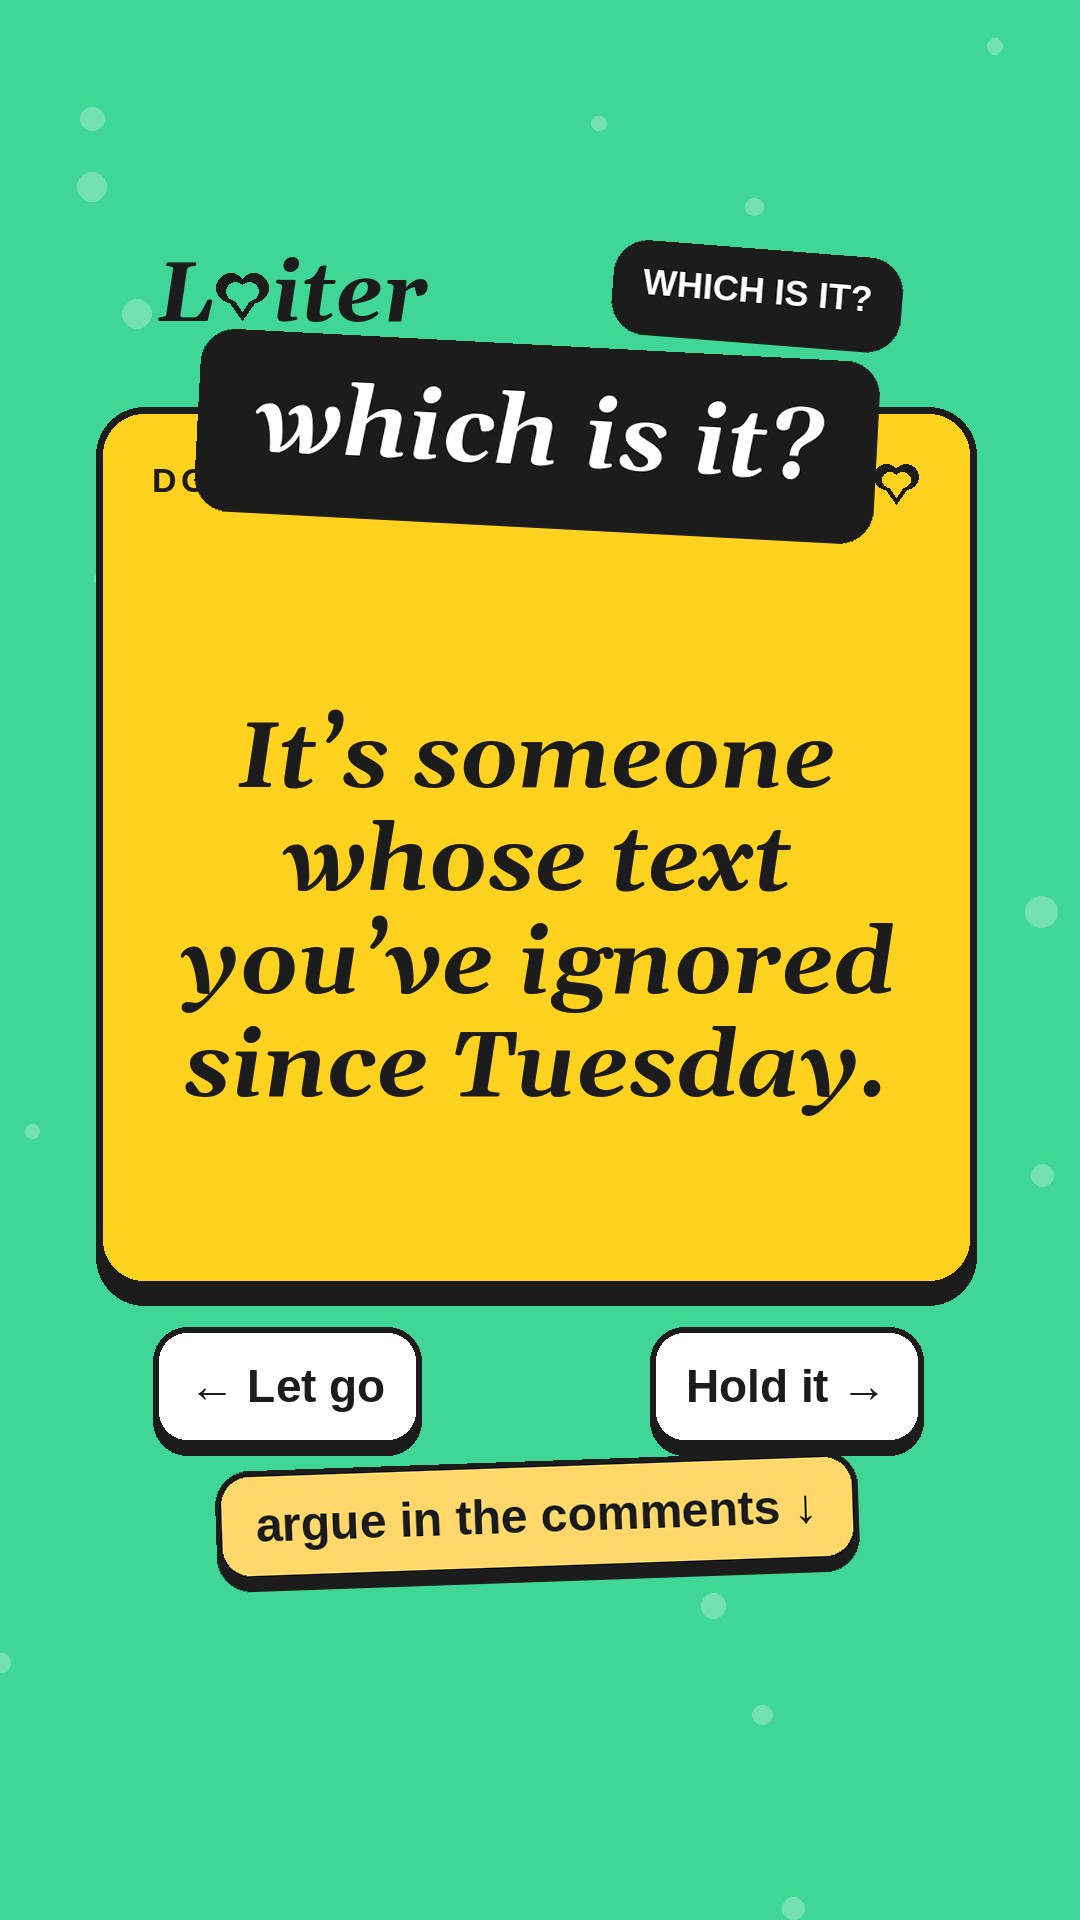 L♡iter
WHICH IS IT?
which is it?
It’s someone
whose text
you’ve ignored
since Tuesday.
← Let go
Hold it →
argue in the comments ↓